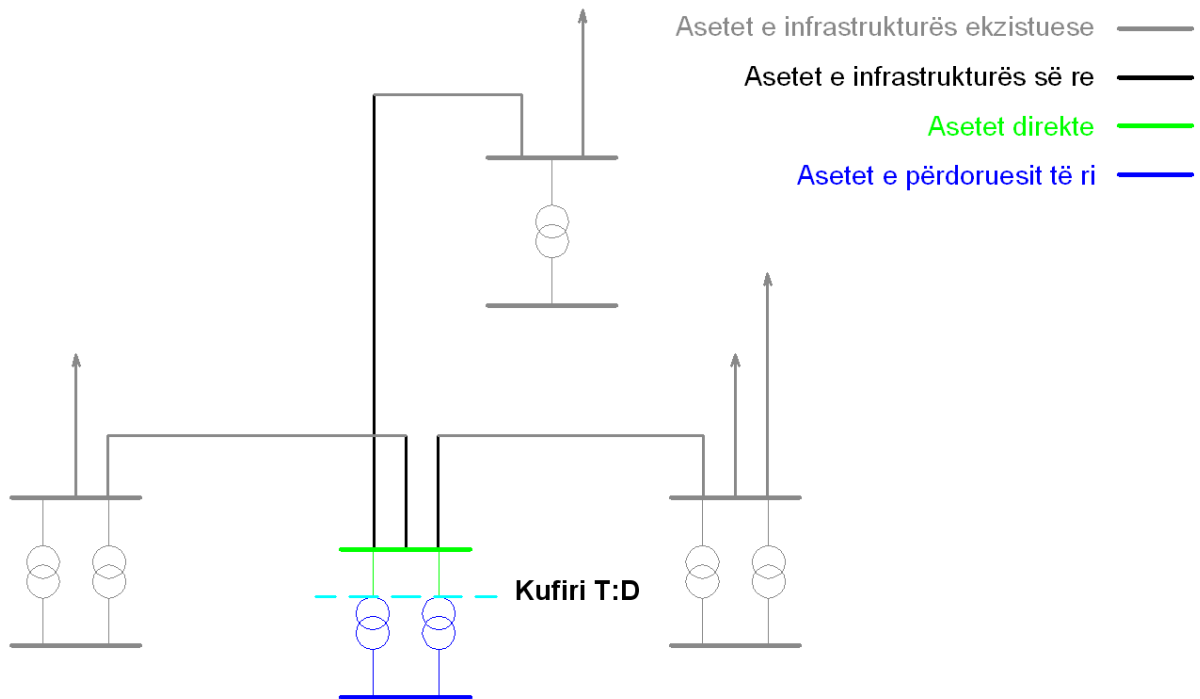 Asetet e infrastrukturës ekzistuese
Asetet e infrastrukturës së re
Asetet direkte
Asetet e përdoruesit të ri
Kufiri T:D